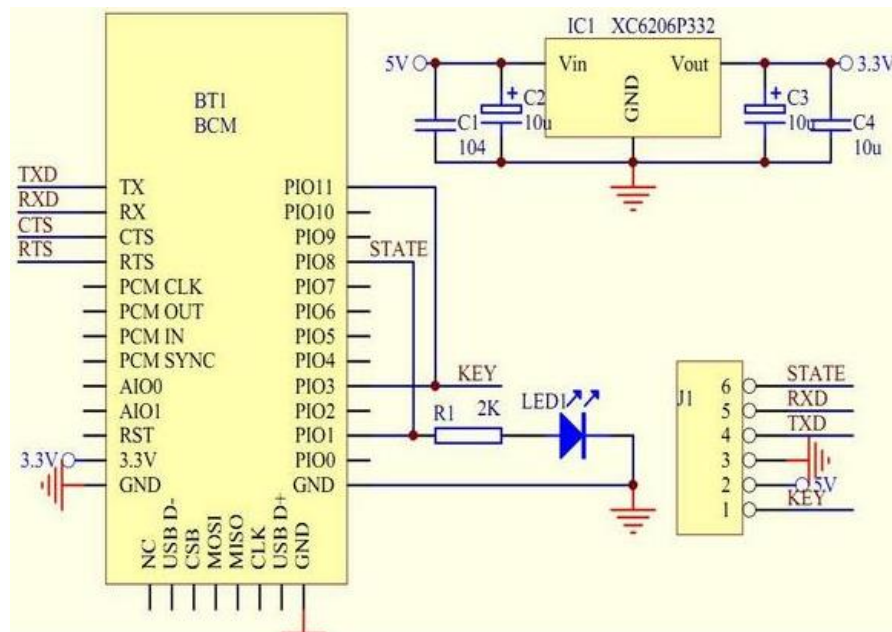 IC1 XC6206P332
5V
Vin
Vout
3.3V
GND
C1
104
C2
10u
C3
10u
C4
10u
BT1
BCM
TXD
RXD
CTS
RTS
TX
RX
CTS
RTS
PCM CLK
PCM OUT
PCM IN
PCM SYNC
AIO0
AIO1
RST
3.3V
GND
3.3V
PIO11
PIO10
PIO9
PIO8
PIO7
PIO6
PIO5
PIO4
PIO3
PIO2
PIO1
PIO0
GND
STATE
KEY
R1 2K
LED1
NC
USB D-
CSB
MOSI
MISO
CLK
USB D+
GND
J1
6
5
4
3
2
1
STATE
RXD
TXD
5V
KEY